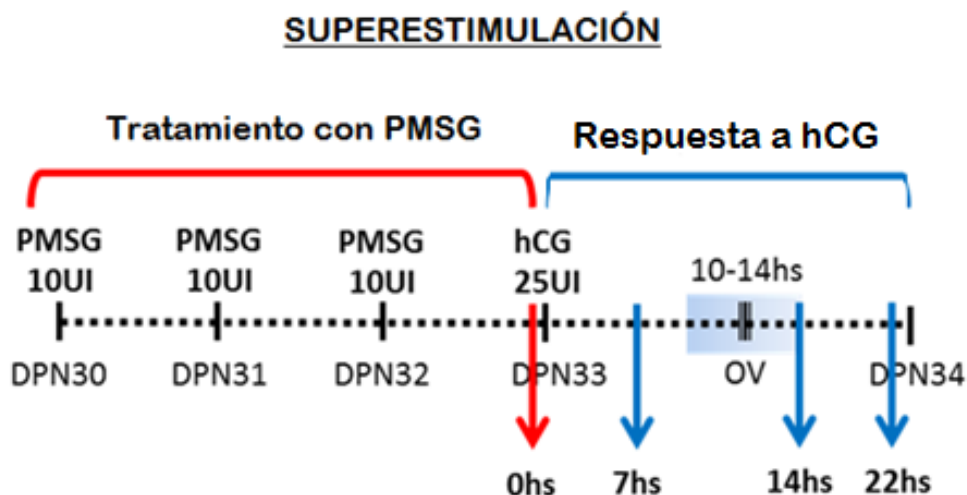 SUPERESTIMULACIÓN
Tratamiento con PMSG
Respuesta a hCG
PMSG
10UI
PMSG
10UI
PMSG
10UI
hCG
25UI
10-14hs
DPN30
DPN31
DPN32
DPN33
OV
DPN34
0hs
7hs
14hs
22hs